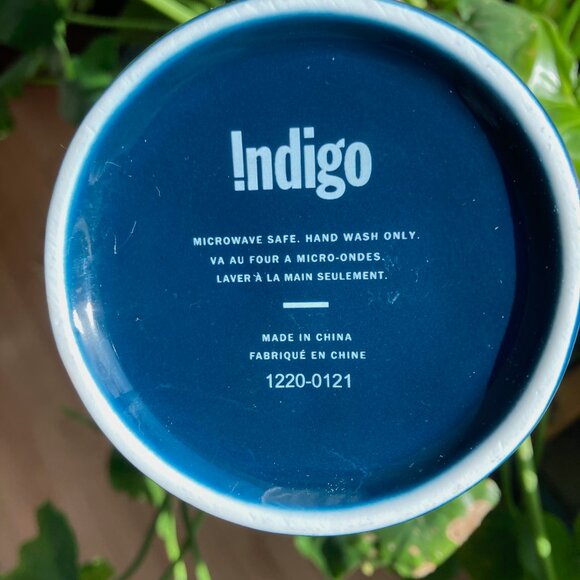 !ndigo
MICROWAVE SAFE. HAND WASH ONLY.
VA AU FOUR A MICRO-ONDES.
LAVER À LA MAIN SEULEMENT.
MADE IN CHINA
FABRIQUÉ EN CHINE
1220-0121